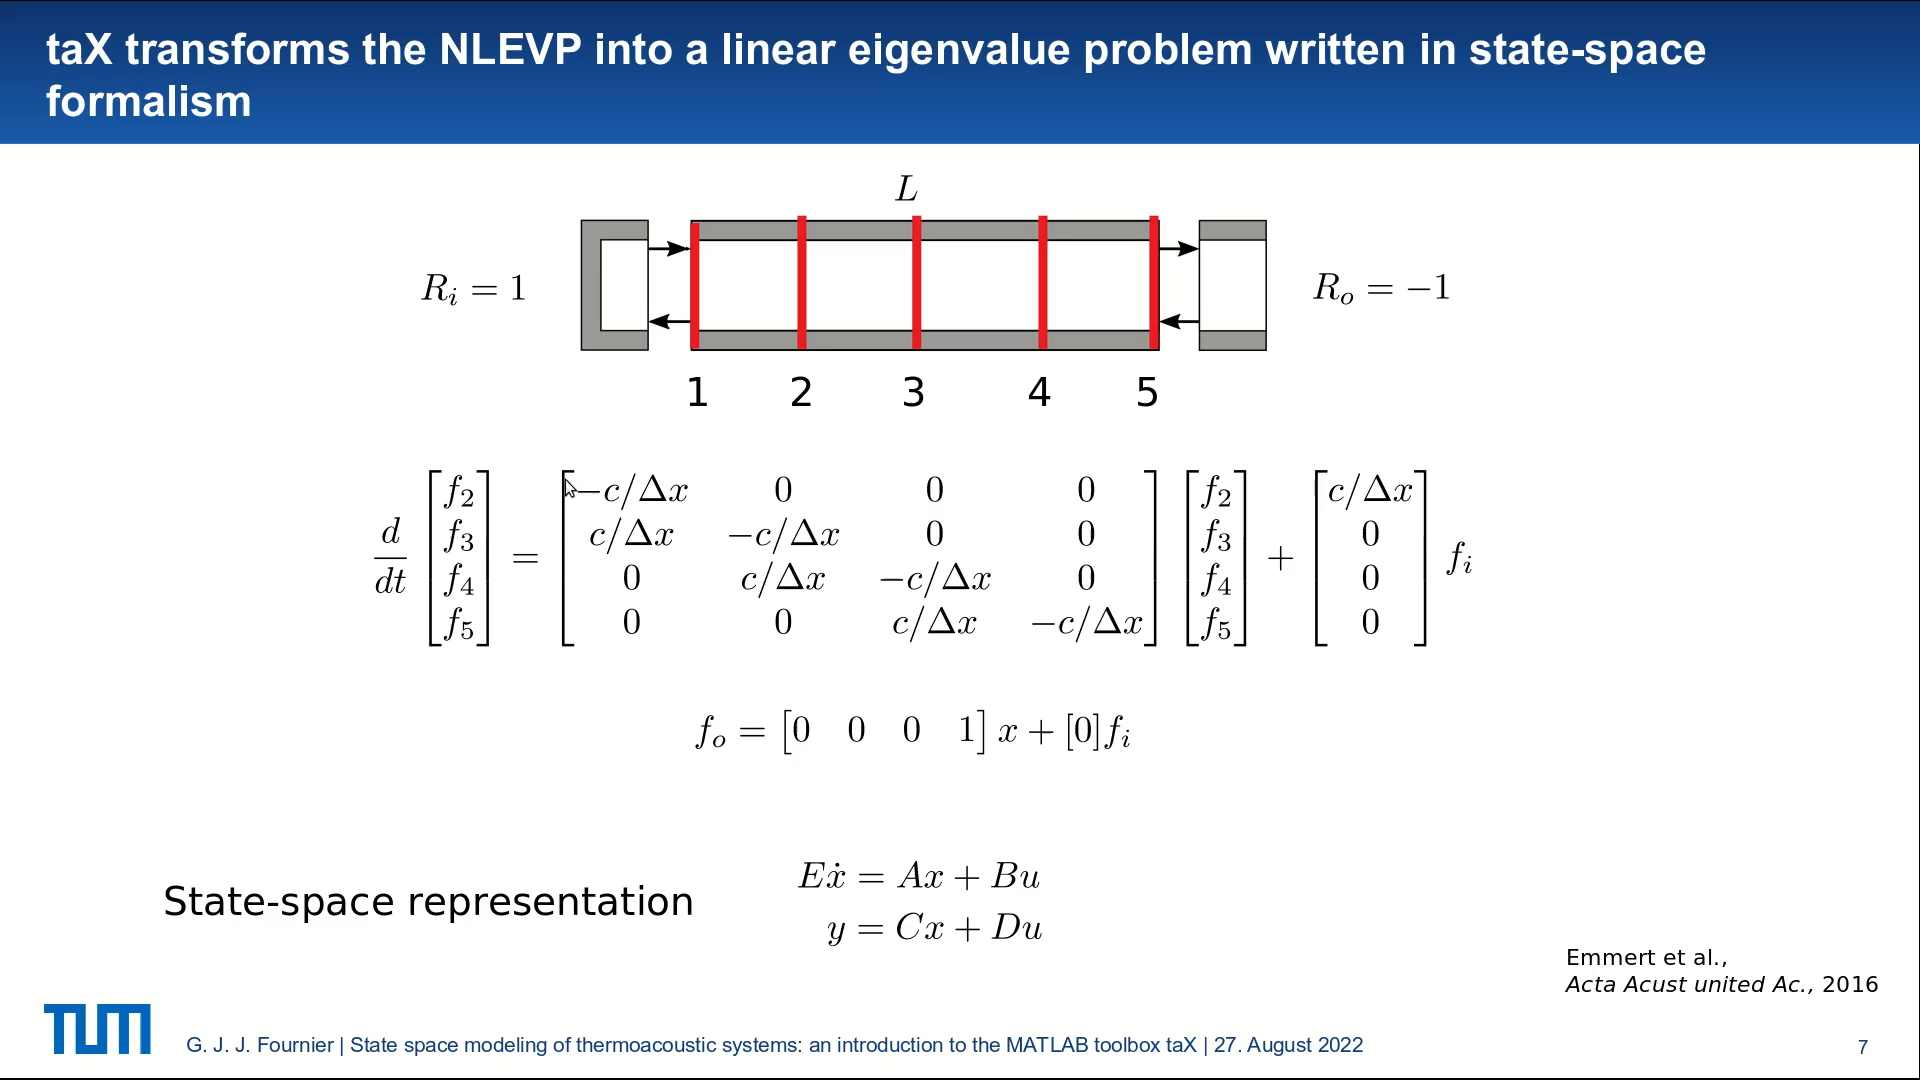 taX transforms the NLEVP into a linear eigenvalue problem written in state-space
formalism
L
R_i = 1
R_o = −1
1 2 3 4 5
d/dt [f_2; f_3; f_4; f_5] = [−c/Δx 0 0 0; c/Δx −c/Δx 0 0; 0 c/Δx −c/Δx 0; 0 0 c/Δx −c/Δx] [f_2; f_3; f_4; f_5] + [c/Δx; 0; 0; 0] f_i
f_o = [0 0 0 1] x + [0]f_i
State-space representation
Eẋ = Ax + Bu
y = Cx + Du
Emmert et al.,
Acta Acust united Ac., 2016
TUM
G. J. J. Fournier | State space modeling of thermoacoustic systems: an introduction to the MATLAB toolbox taX | 27. August 2022
7